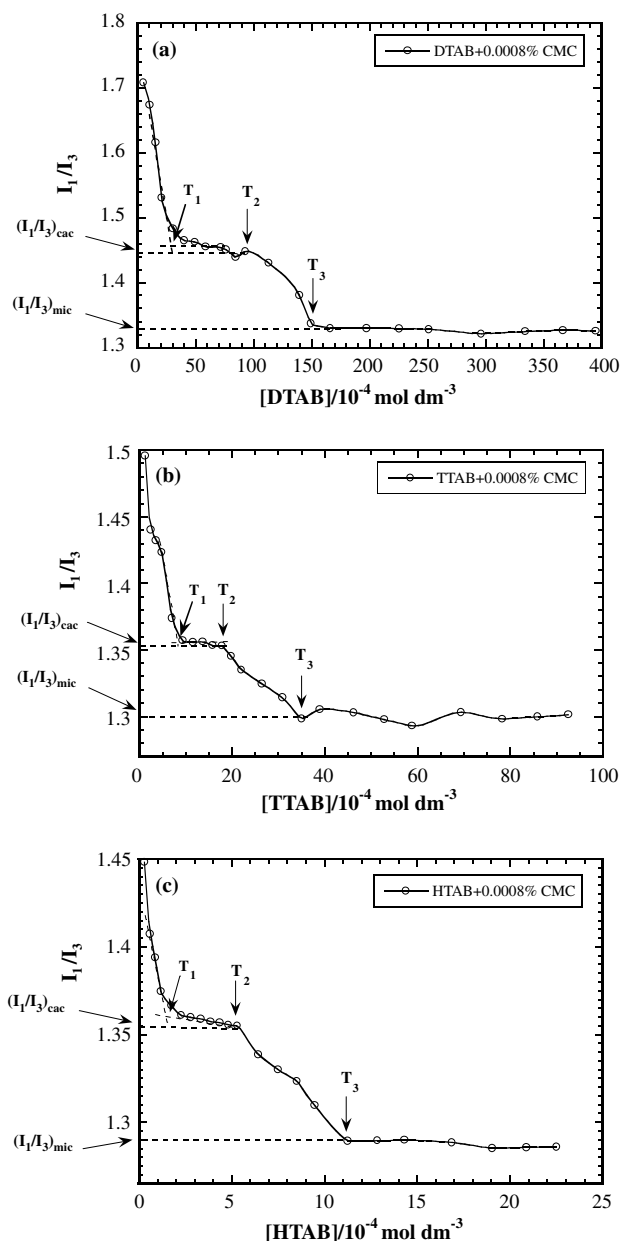 1.8
(a)
DTAB+0.0008% CMC
1.7
1.6
I1/I3
T1
T2
1.5
(I1/I3)cac
1.4
T3
(I1/I3)mic
1.3
0 50 100 150 200 250 300 350 400
[DTAB]/10-4 mol dm-3
1.5
(b)
TTAB+0.0008% CMC
1.45
I1/I3
1.4
T1
T2
(I1/I3)cac
1.35
T3
(I1/I3)mic
1.3
0 20 40 60 80 100
[TTAB]/10-4 mol dm-3
1.45
(c)
HTAB+0.0008% CMC
I1/I3
1.4
T1
T2
(I1/I3)cac
1.35
T3
1.3
(I1/I3)mic
0 5 10 15 20 25
[HTAB]/10-4 mol dm-3